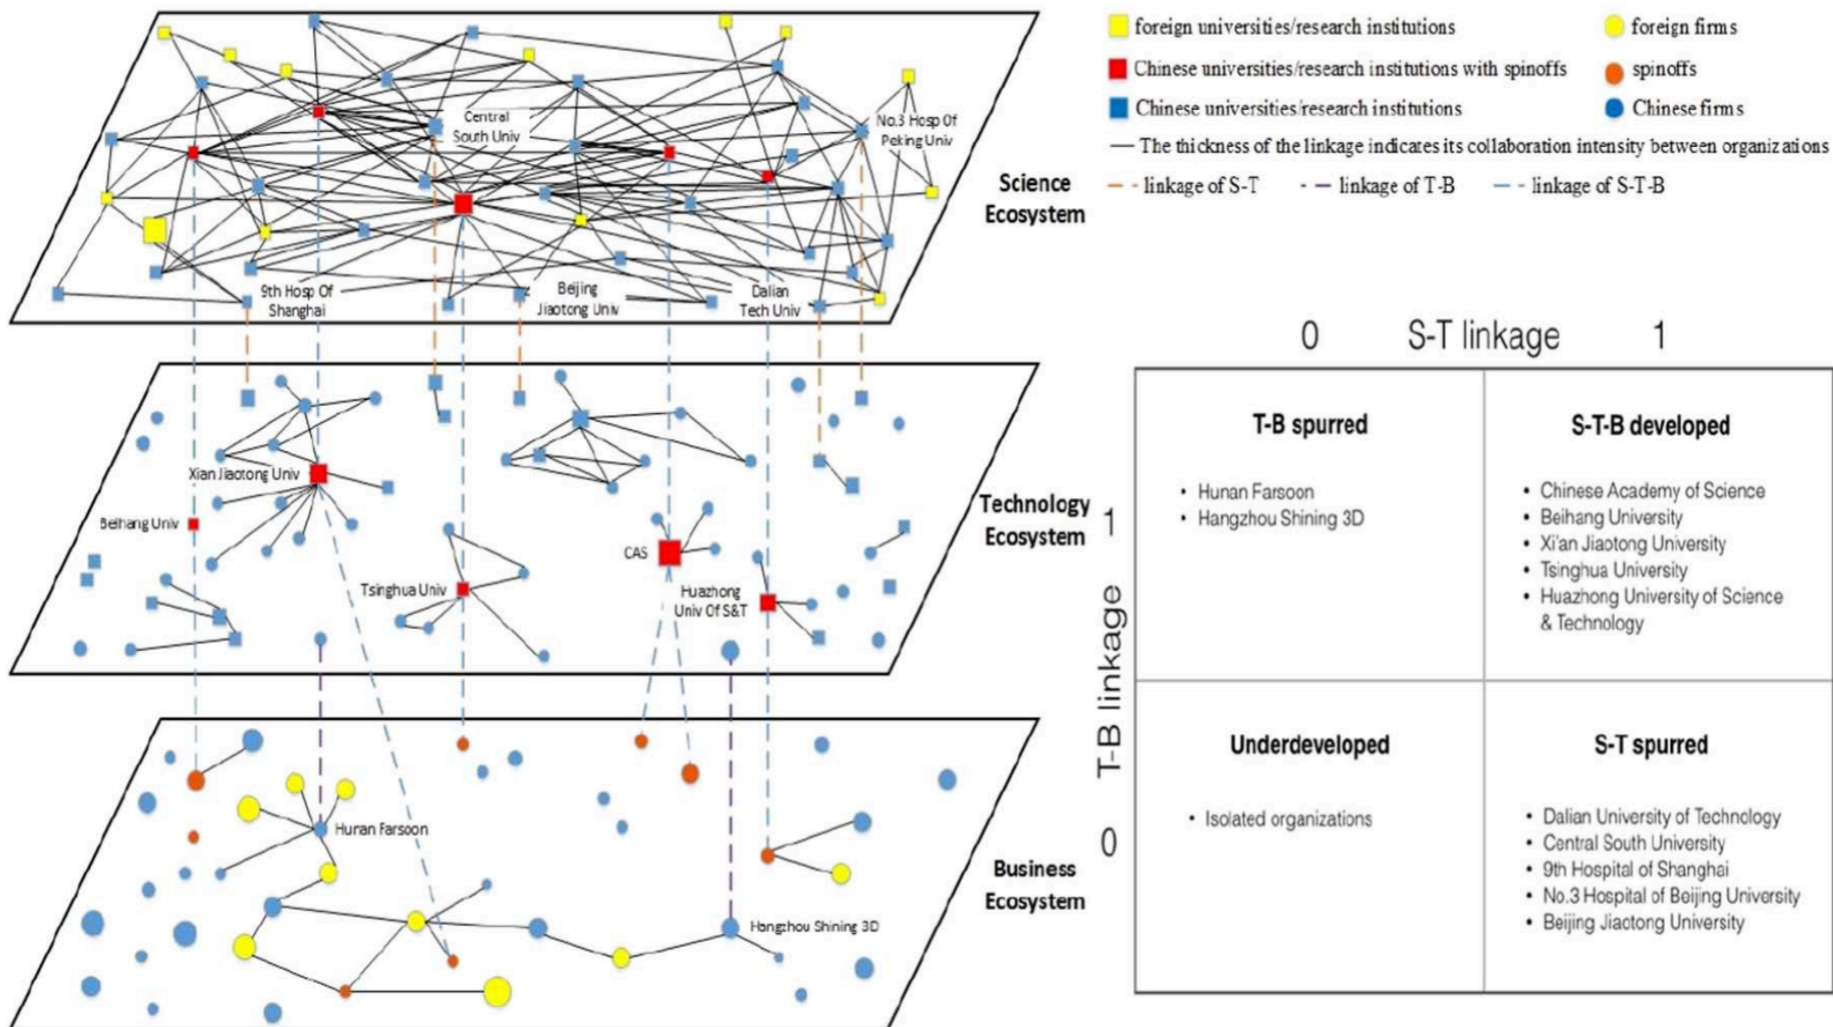 foreign universities/research institutions
foreign firms
Chinese universities/research institutions with spinoffs
spinoffs
Chinese universities/research institutions
Chinese firms
The thickness of the linkage indicates its collaboration intensity between organizations
linkage of S-T
linkage of T-B
linkage of S-T-B
Central
South Univ
No.3 Hosp Of
Peking Univ
Science
Ecosystem
9th Hosp Of
Shanghai
Beijing
Jiaotong Univ
Dalian
Tech Univ
Xian Jiaotong Univ
Beihang Univ
Technology
Ecosystem
CAS
Tsinghua Univ
Huazhong
Univ Of S&T
Hunan Farsoon
Business
Ecosystem
Hangzhou Shining 3D
0 S-T linkage 1
T-B linkage
1
0
T-B spurred
• Hunan Farsoon
• Hangzhou Shining 3D
S-T-B developed
• Chinese Academy of Science
• Beihang University
• Xi'an Jiaotong University
• Tsinghua University
• Huazhong University of Science
& Technology
Underdeveloped
• Isolated organizations
S-T spurred
• Dalian University of Technology
• Central South University
• 9th Hospital of Shanghai
• No.3 Hospital of Beijing University
• Beijing Jiaotong University